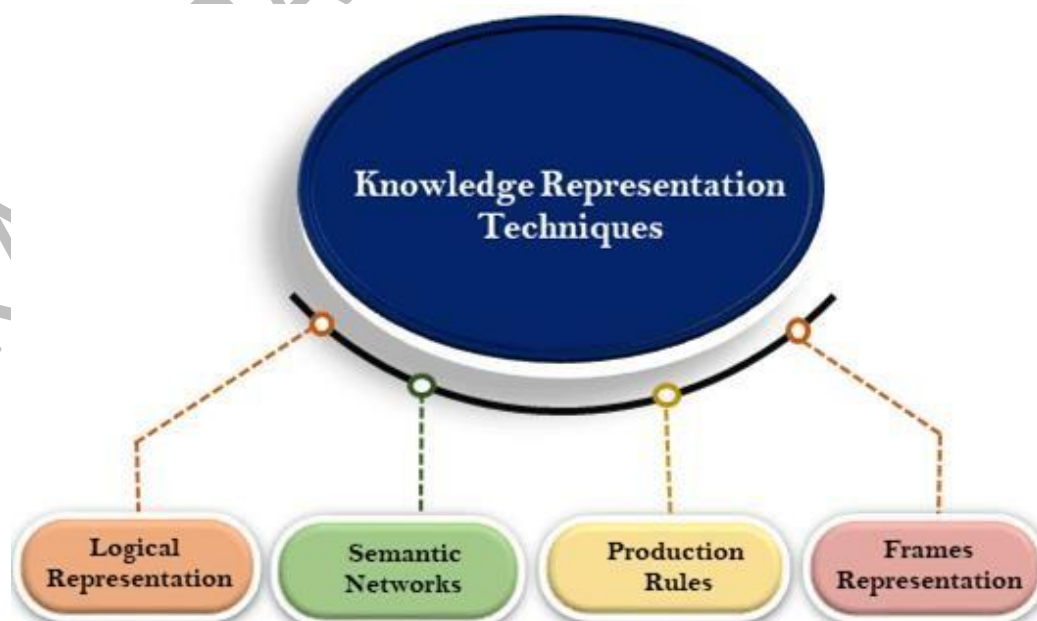 Knowledge Representation
Techniques
Logical
Representation
Semantic
Networks
Production
Rules
Frames
Representation